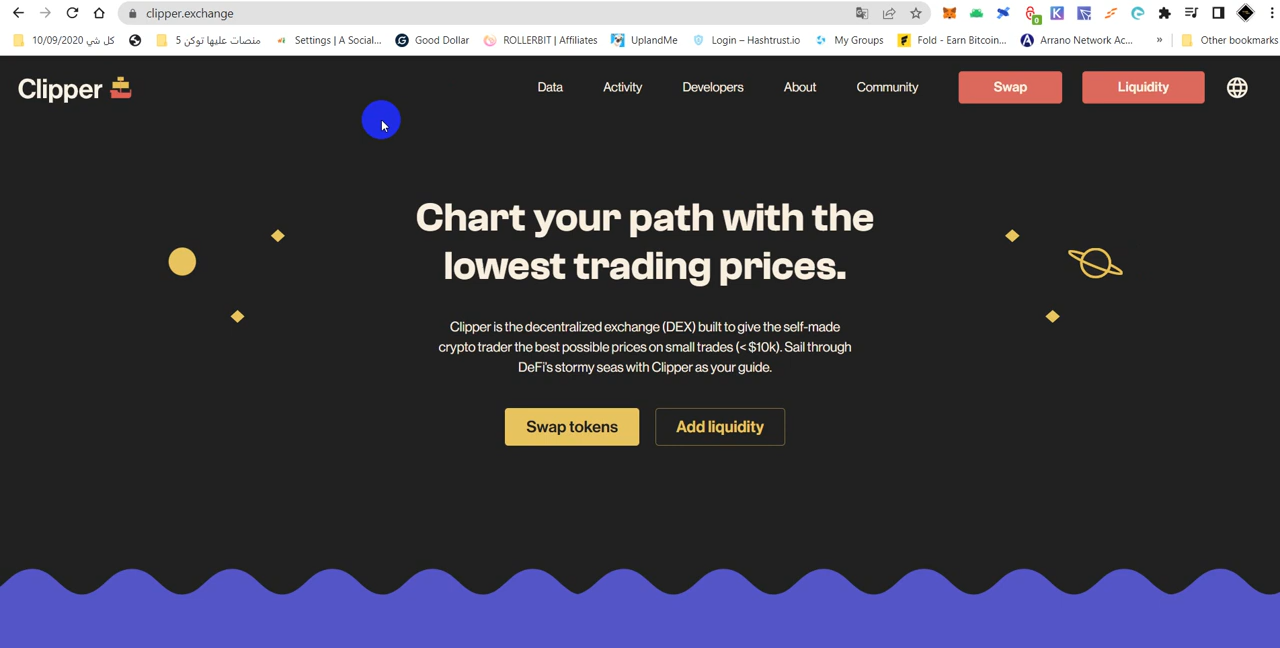 clipper.exchange
0
كل شي 10/09/2020
منصات عليها توكن 5
Settings | A Social...
Good Dollar
ROLLERBIT | Affiliates
UplandMe
Login – Hashtrust.io
My Groups
Fold - Earn Bitcoin...
Arrano Network Ac...
»
Other bookmarks
Clipper
Data
Activity
Developers
About
Community
Swap
Liquidity
Chart your path with the
lowest trading prices.
Clipper is the decentralized exchange (DEX) built to give the self-made
crypto trader the best possible prices on small trades (< $10k). Sail through
DeFi's stormy seas with Clipper as your guide.
Swap tokens
Add liquidity